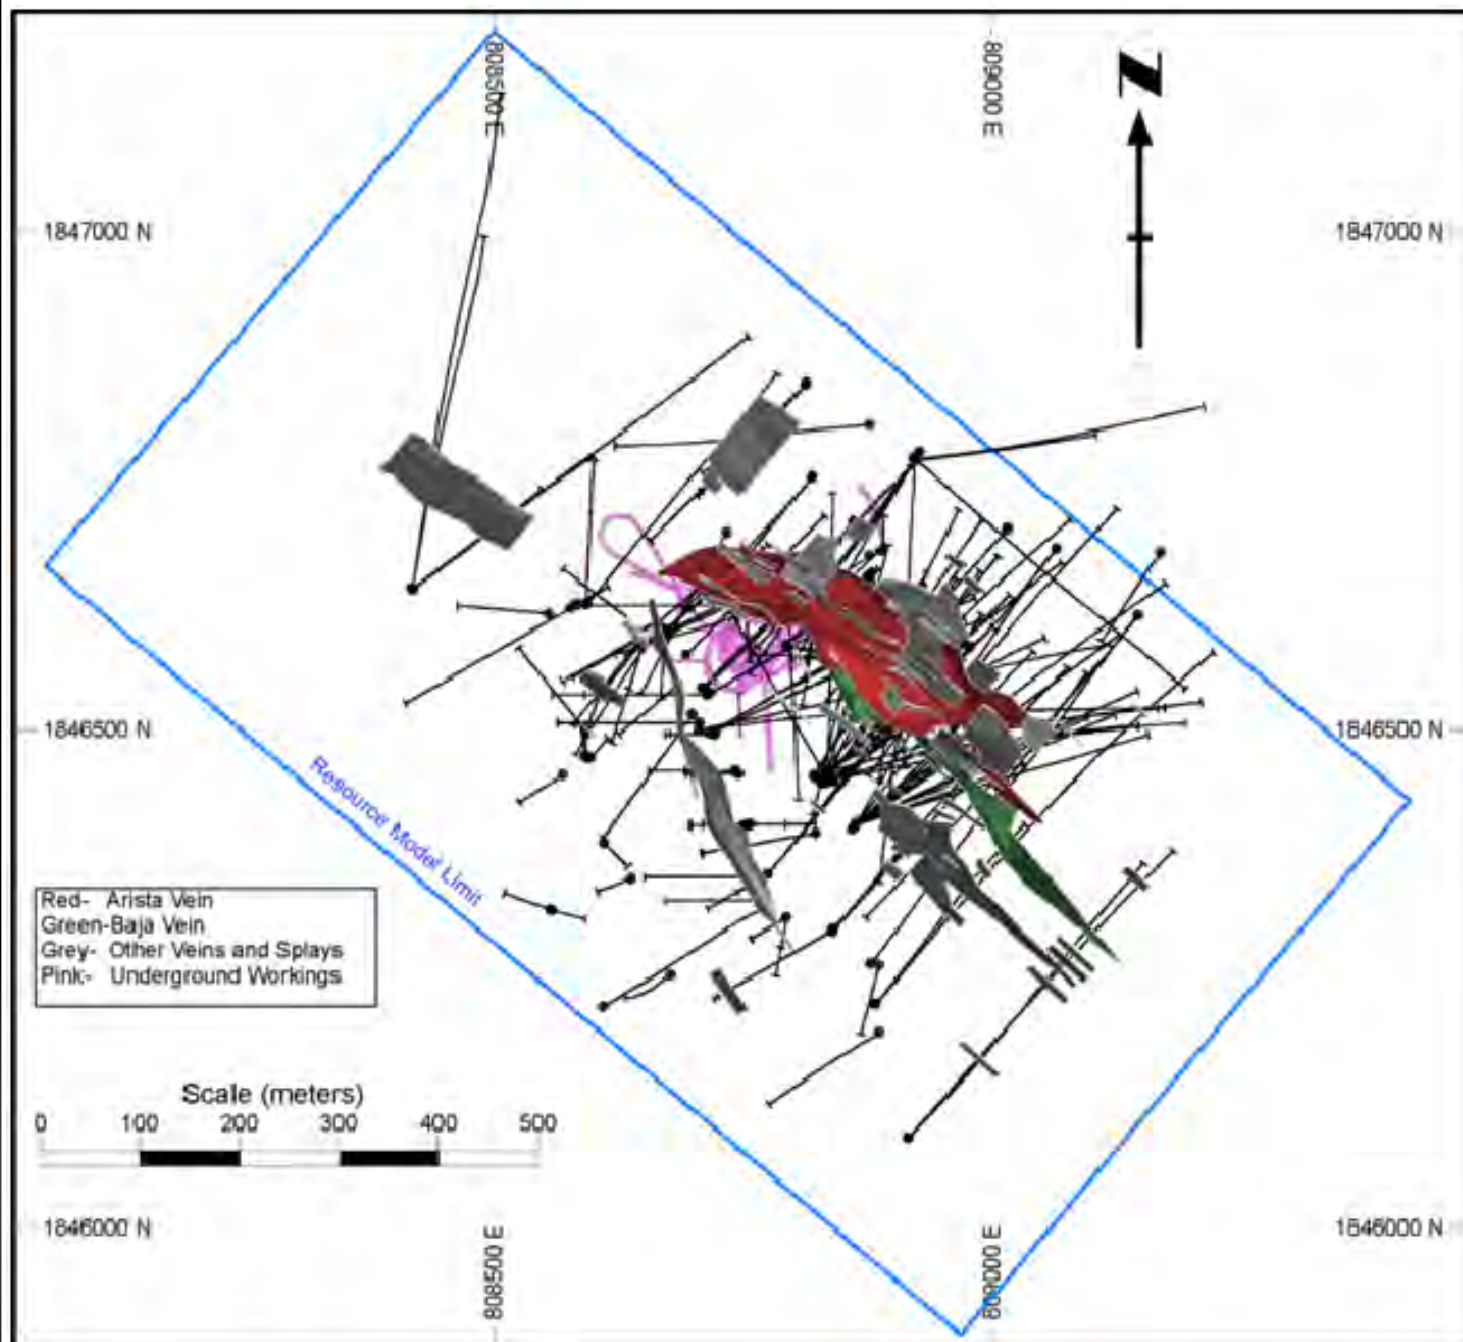 808500 E
809000 E
N
1847000 N
1847000 N
1846500 N
1846500 N
Resource Model Limit
Red- Arista Vein
Green-Baja Vein
Grey- Other Veins and Splays
Pink- Underground Workings
Scale (meters)
0 100 200 300 400 500
1846000 N
1846000 N
808500 E
809000 E